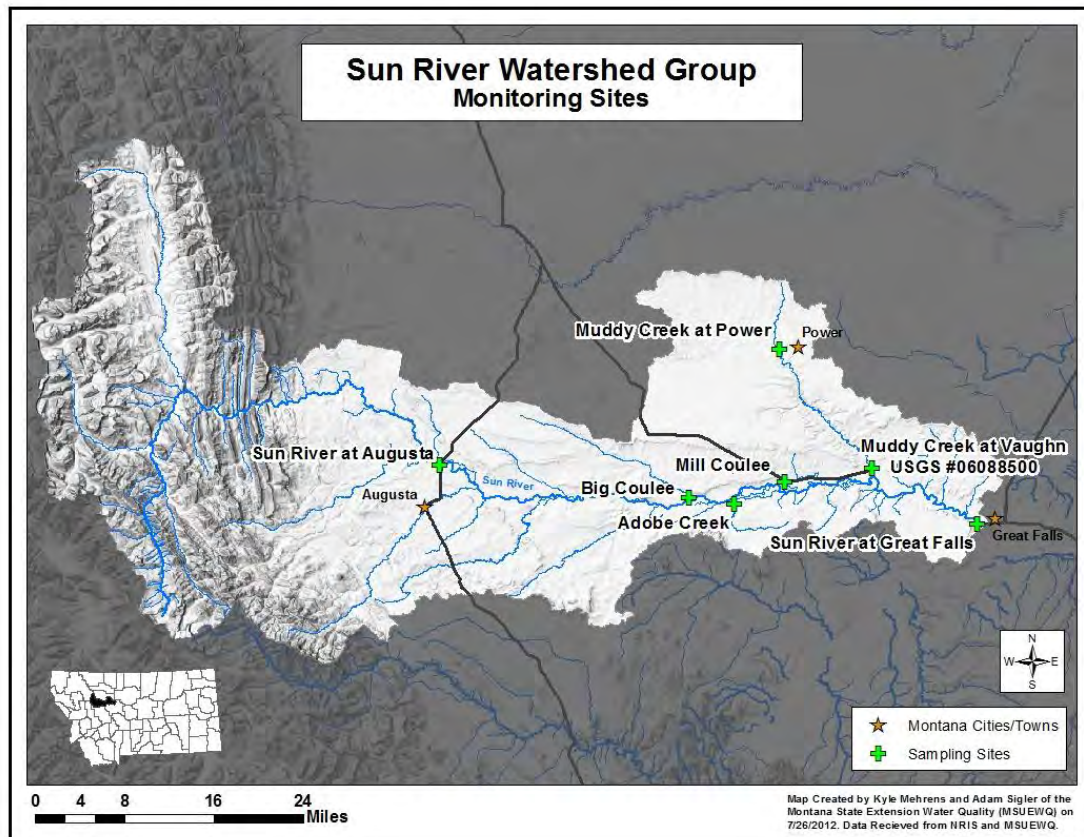 Sun River Watershed Group
Monitoring Sites
Muddy Creek at Power
Power
Sun River at Augusta
Muddy Creek at Vaughn
USGS #06088500
Mill Coulee
Sun River
Big Coulee
Augusta
Adobe Creek
Sun River at Great Falls
Great Falls
N
W
E
S
Montana Cities/Towns
Sampling Sites
0 4 8 16 24
Miles
Map Created by Kyle Mehrens and Adam Sigler of the
Montana State Extension Water Quality (MSUEWQ) on
7/26/2012. Data Recieved from NRIS and MSUEWQ.